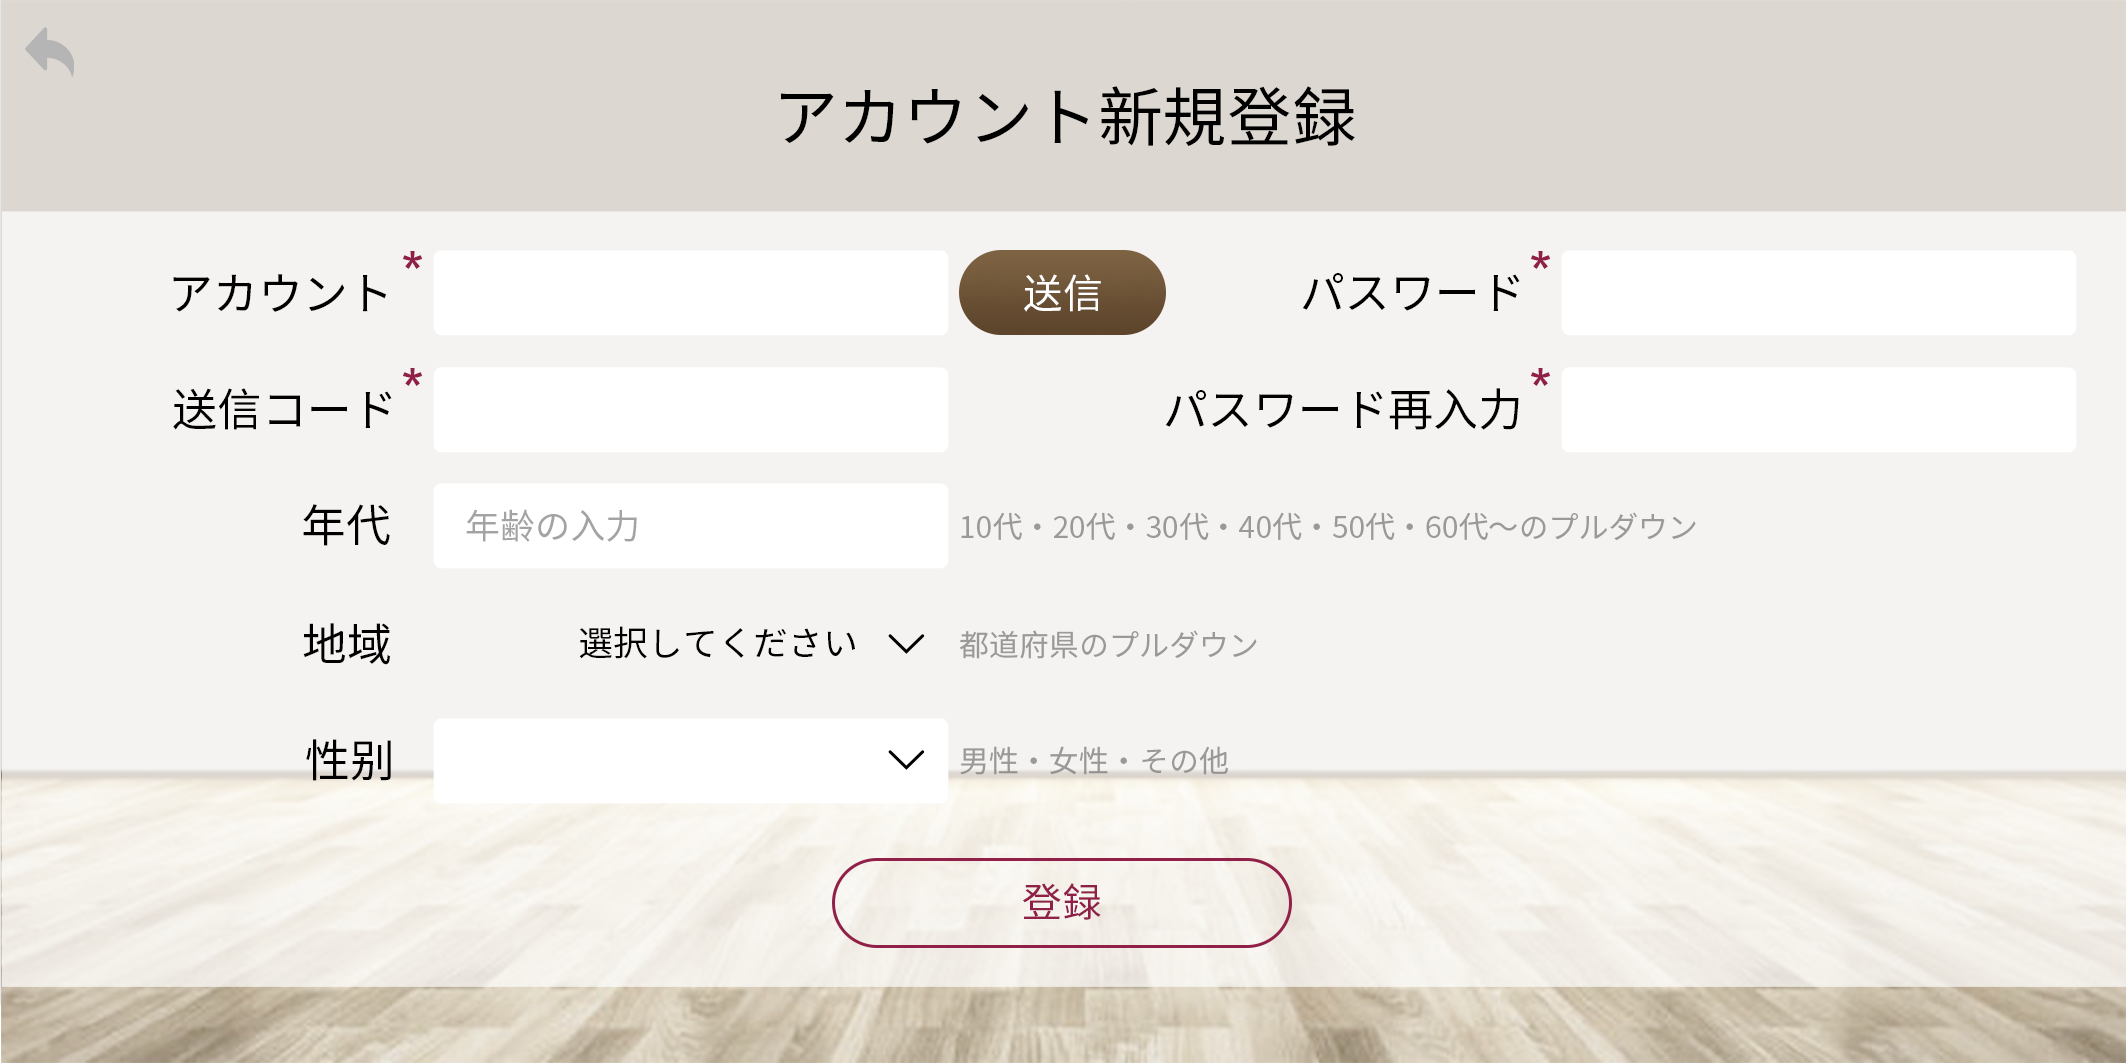 アカウント新規登録
アカウント*
送信
パスワード*
送信コード*
パスワード再入力*
年代
年齢の入力
10代・20代・30代・40代・50代・60代～のプルダウン
地域
選択してください
都道府県のプルダウン
性別
男性・女性・その他
登録